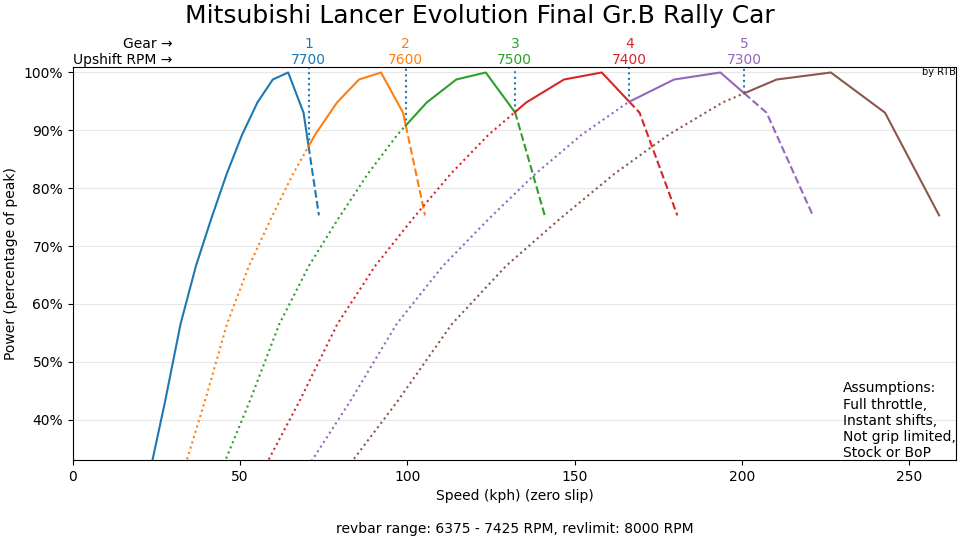 Mitsubishi Lancer Evolution Final Gr.B Rally Car
Gear → 1 2 3 4 5
Upshift RPM → 7700 7600 7500 7400 7300
by RTB
100%
90%
80%
70%
60%
50%
40%
Power (percentage of peak)
Assumptions:
Full throttle,
Instant shifts,
Not grip limited,
Stock or BoP
0 50 100 150 200 250
Speed (kph) (zero slip)
revbar range: 6375 - 7425 RPM, revlimit: 8000 RPM